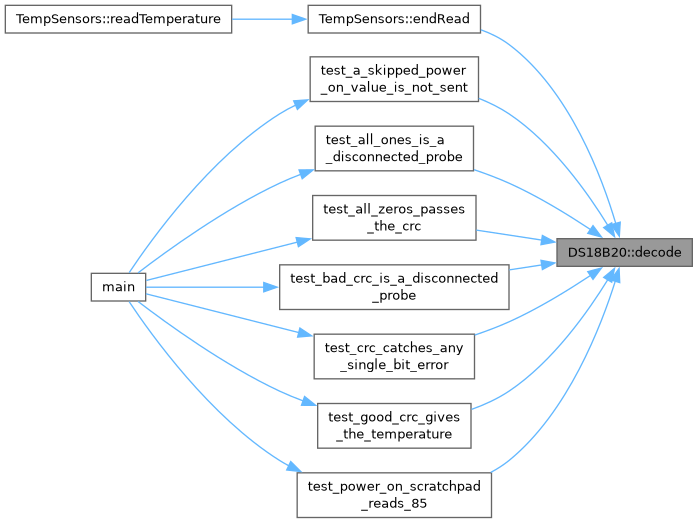 TempSensors::readTemperature
TempSensors::endRead
test_a_skipped_power
_on_value_is_not_sent
test_all_ones_is_a
_disconnected_probe
test_all_zeros_passes
_the_crc
DS18B20::decode
test_bad_crc_is_a_disconnected
_probe
main
test_crc_catches_any
_single_bit_error
test_good_crc_gives
_the_temperature
test_power_on_scratchpad
_reads_85